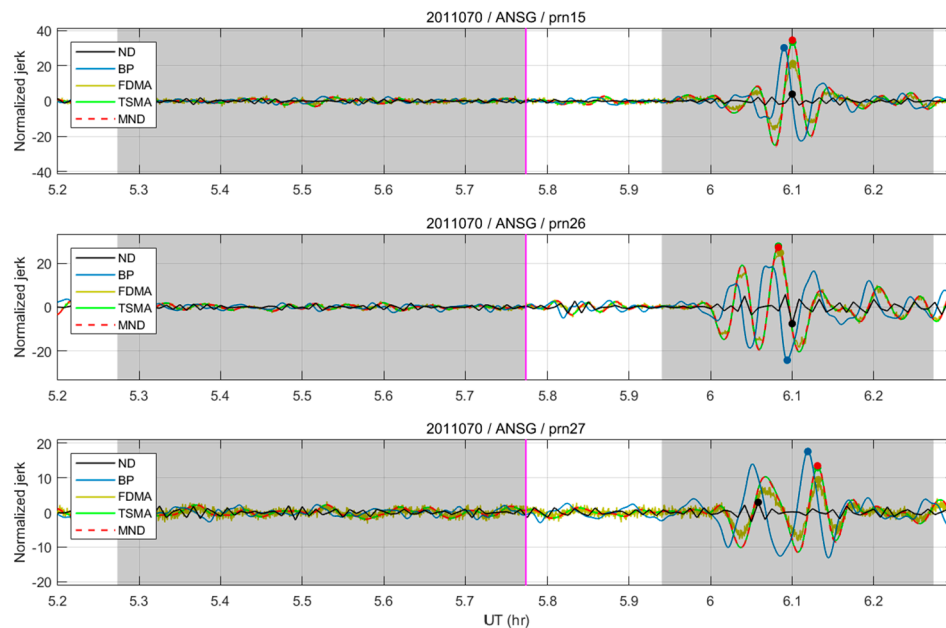 2011070 / ANSG / prn15
Normalized jerk
40
20
0
-20
-40
ND
BP
FDMA
TSMA
MND
5.2 5.3 5.4 5.5 5.6 5.7 5.8 5.9 6 6.1 6.2
2011070 / ANSG / prn26
Normalized jerk
20
0
-20
ND
BP
FDMA
TSMA
MND
5.2 5.3 5.4 5.5 5.6 5.7 5.8 5.9 6 6.1 6.2
2011070 / ANSG / prn27
Normalized jerk
20
10
0
-10
-20
ND
BP
FDMA
TSMA
MND
5.2 5.3 5.4 5.5 5.6 5.7 5.8 5.9 6 6.1 6.2
UT (hr)